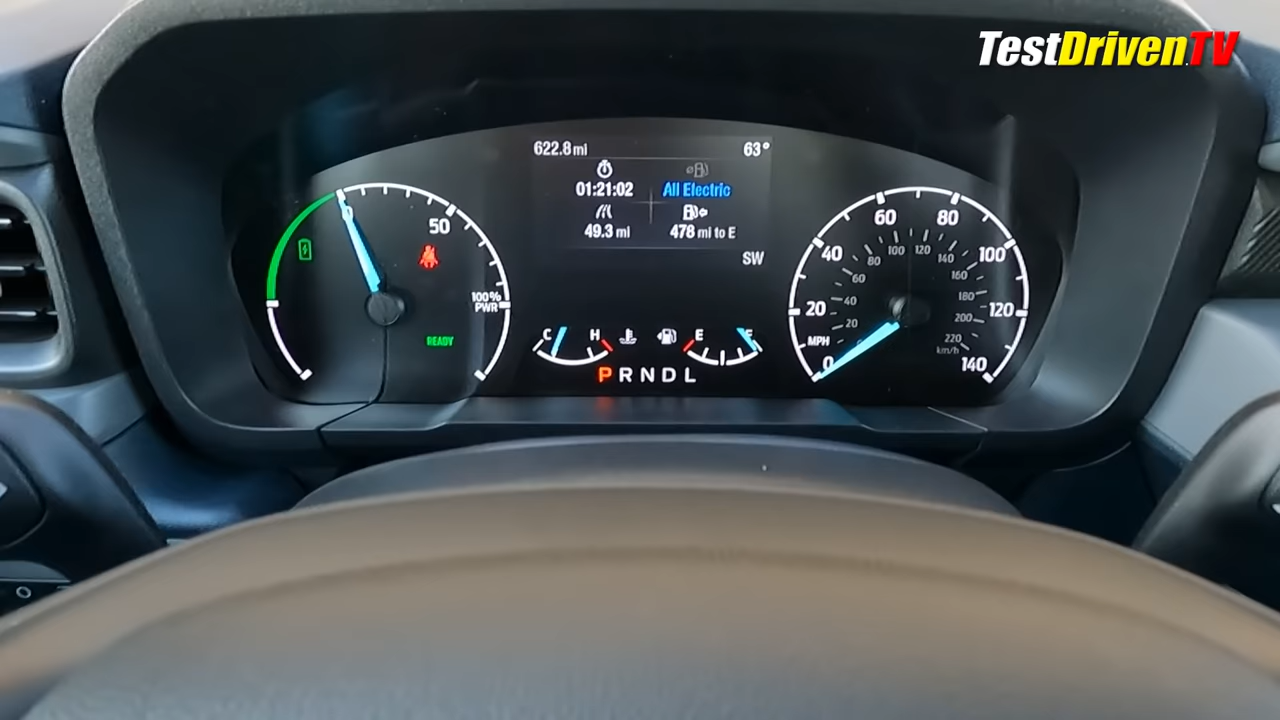 TestDrivenTV
622.8 mi 63°
01:21:02 All Electric
49.3 mi 478 mi to E
SW
0 50 100% PWR
READY
C H E F
P R N D L
MPH 0 20 40 60 80 100 120 140
20 40 60 80 100 120 140 160 180 200 220 km/h